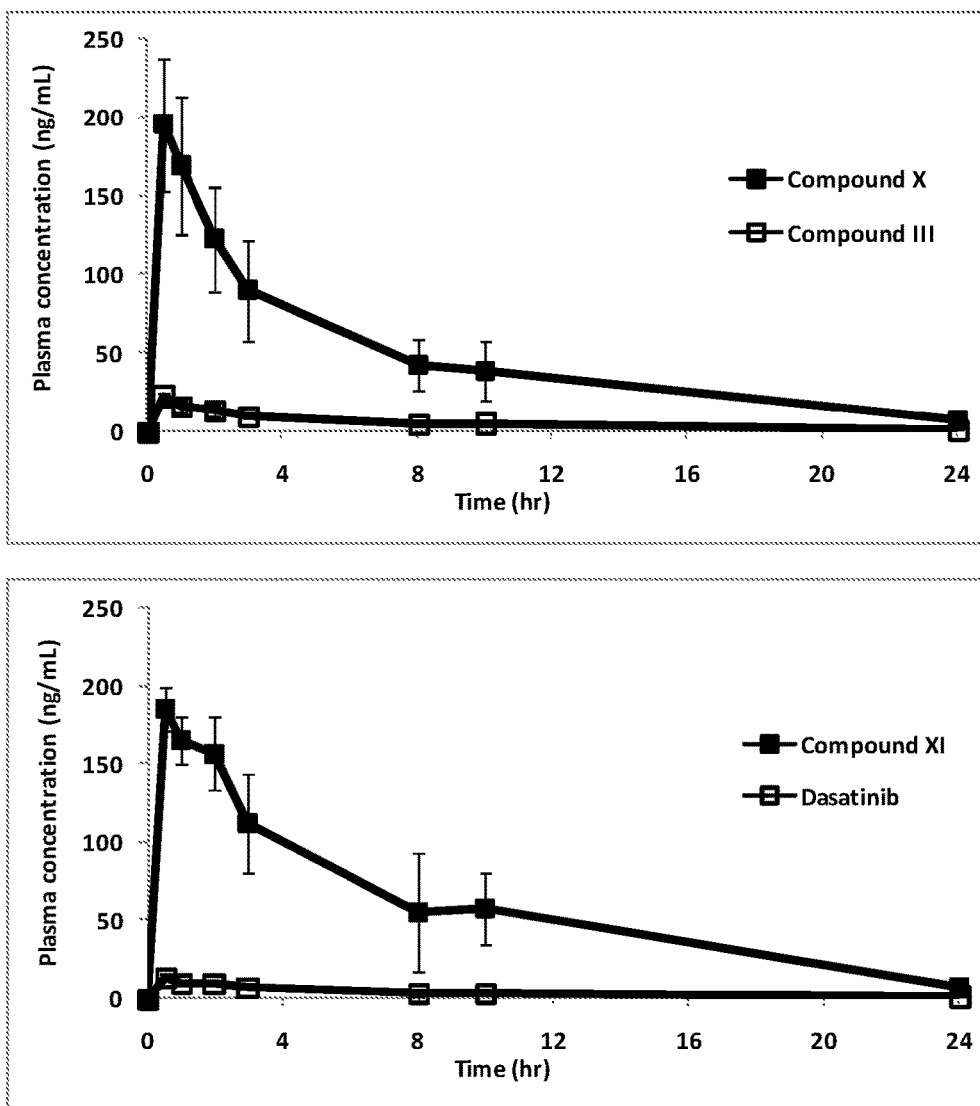 Plasma concentration (ng/mL)
250
200
150
100
50
0
Compound X
Compound III
0 4 8 12 16 20 24
Time (hr)
Plasma concentration (ng/mL)
250
200
150
100
50
0
Compound XI
Dasatinib
0 4 8 12 16 20 24
Time (hr)